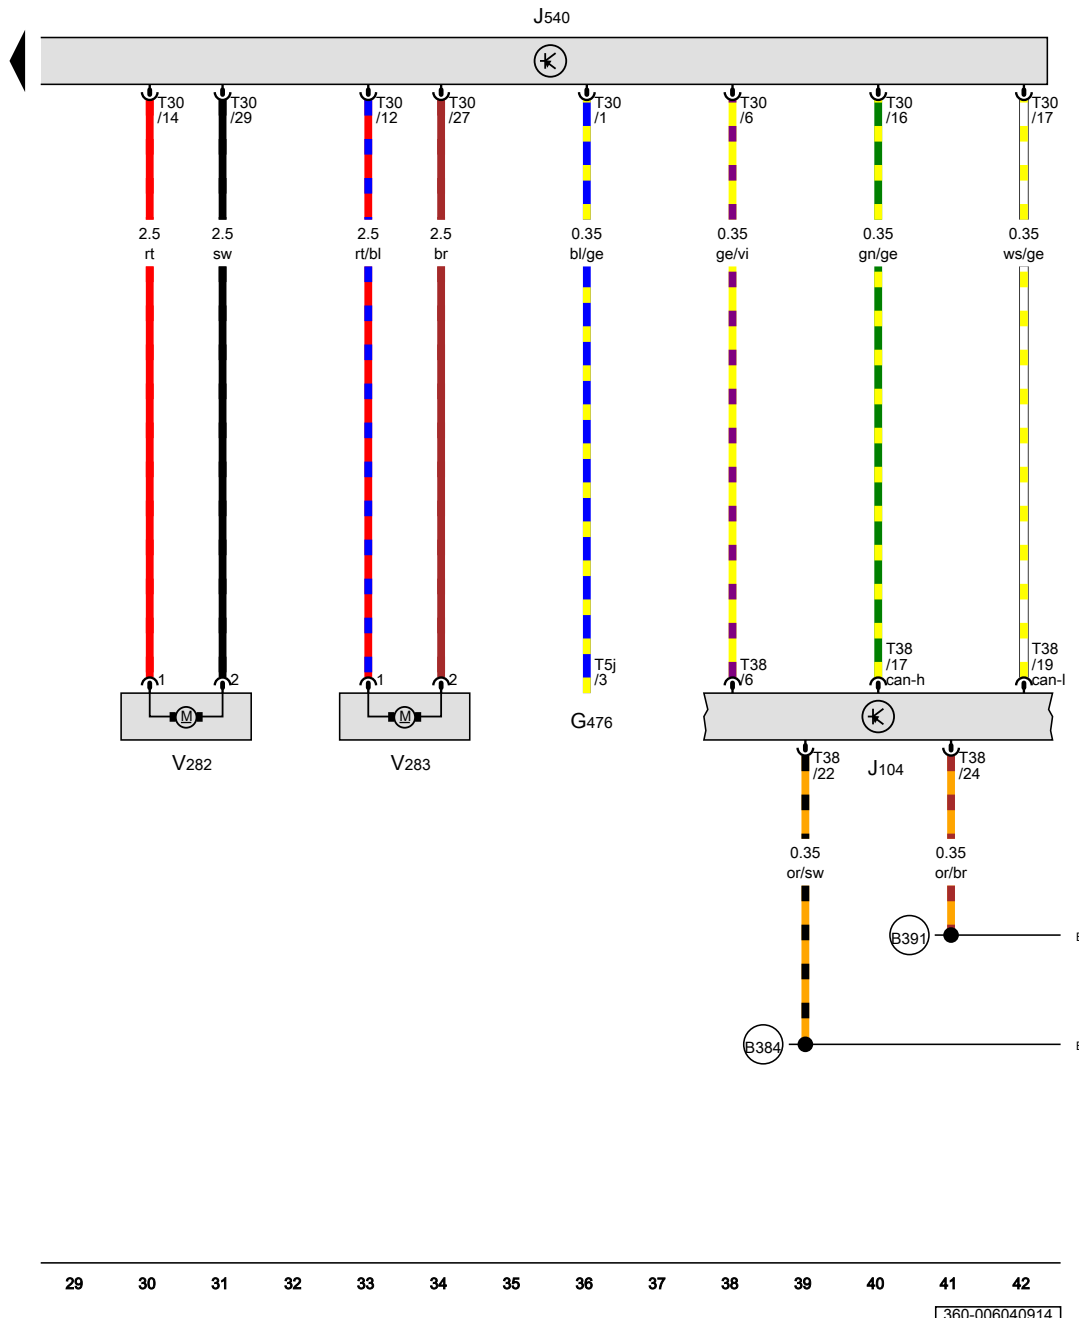 J540
T30 T30 T30 T30 T30 T30 T30 T30
/14 /29 /12 /27 /1 /6 /16 /17
2.5 2.5 2.5 2.5 0.35 0.35 0.35 0.35
rt sw rt/bl br bl/ge ge/vi gn/ge ws/ge
T38 T38
T5j T38 /17 /19
1 2 1 2 /3 /6 can-h can-l
M M
G476
V282 V283 T38 J104 T38
/22 /24
0.35 0.35
or/sw or/br
B391
B384
29 30 31 32 33 34 35 36 37 38 39 40 41 42
360-006040914